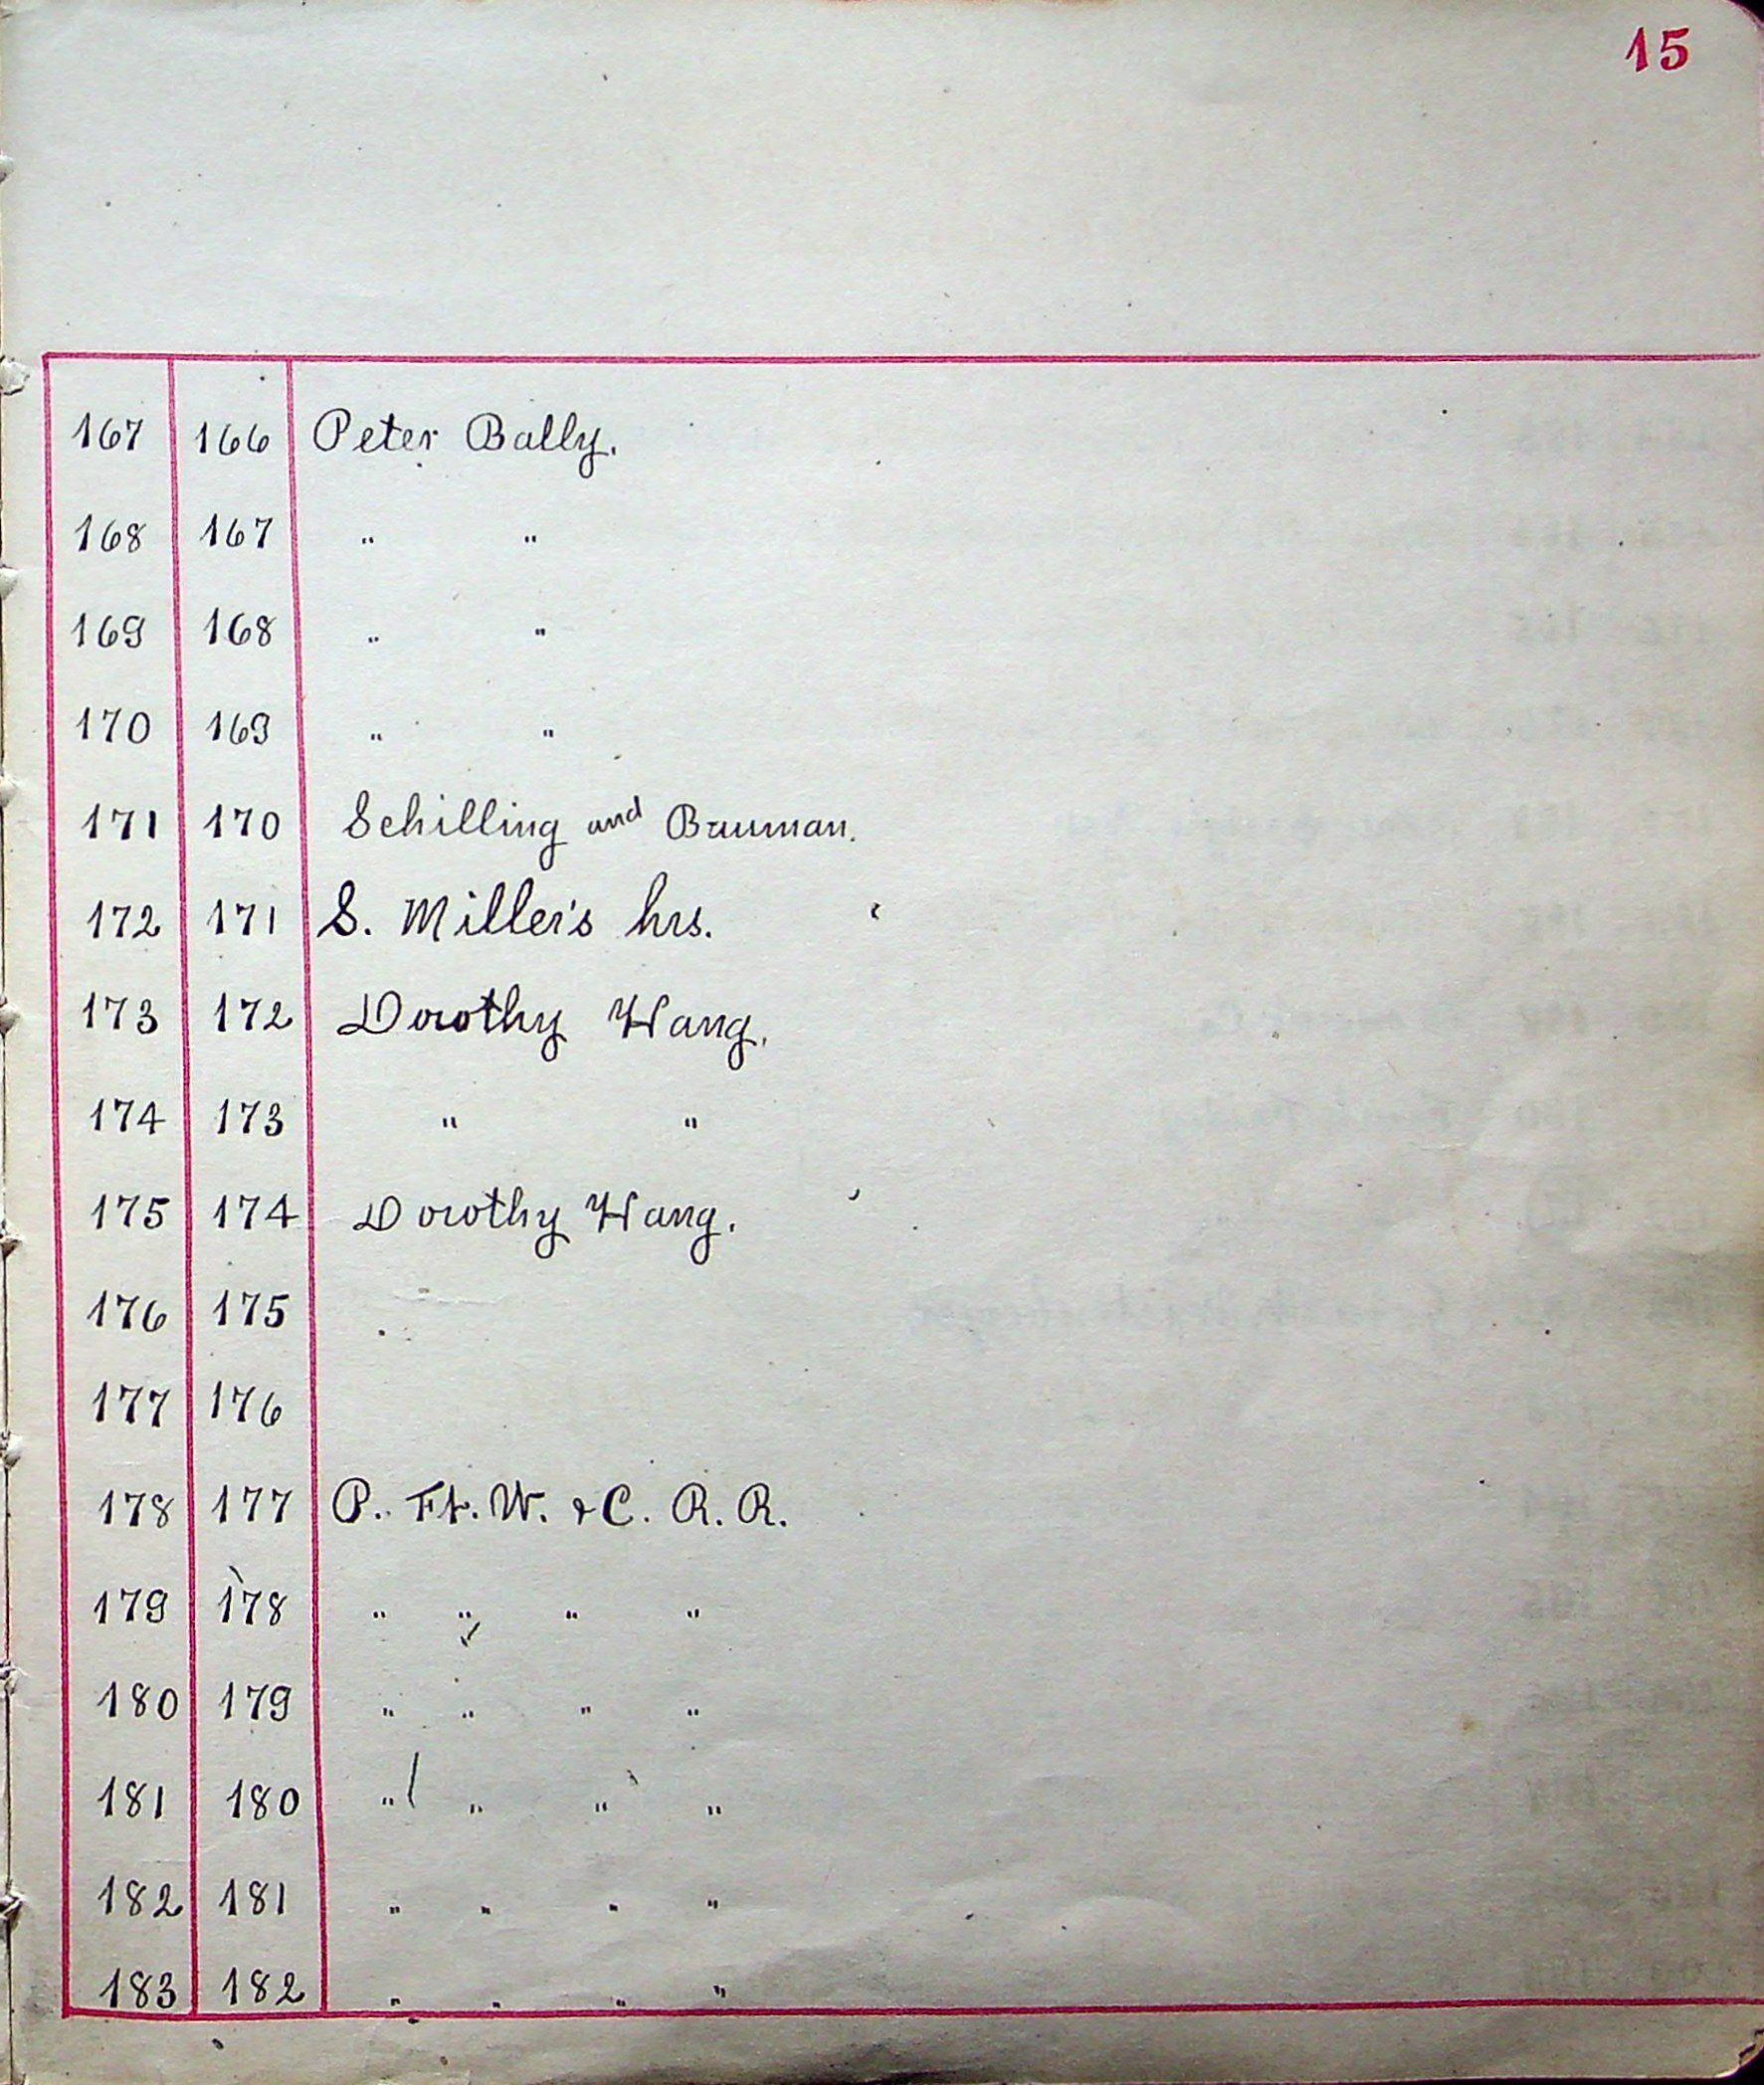 15
167 166 Peter Bally.
168 167 " "
169 168 " "
170 169 " "
171 170 Schilling and Bauman.
172 171 S. Miller's hrs.
173 172 Dorothy Wang.
174 173 " "
175 174 Dorothy Wang.
176 175
177 176
178 177 P. Ft. W. & C. R. R.
179 178 " " " "
180 179 " " " "
181 180 " " " "
182 181 " " " "
183 182 " " " "